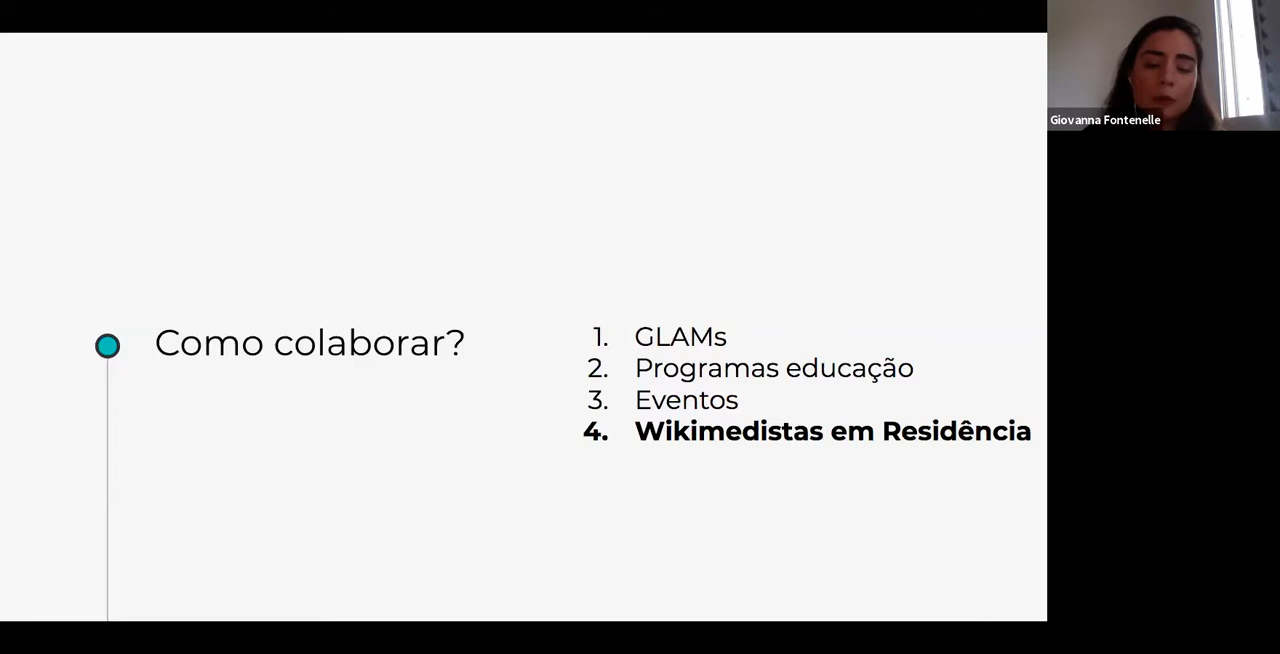 Como colaborar?
1. GLAMs
2. Programas educação
3. Eventos
4. Wikimedistas em Residência
Giovanna Fontenelle